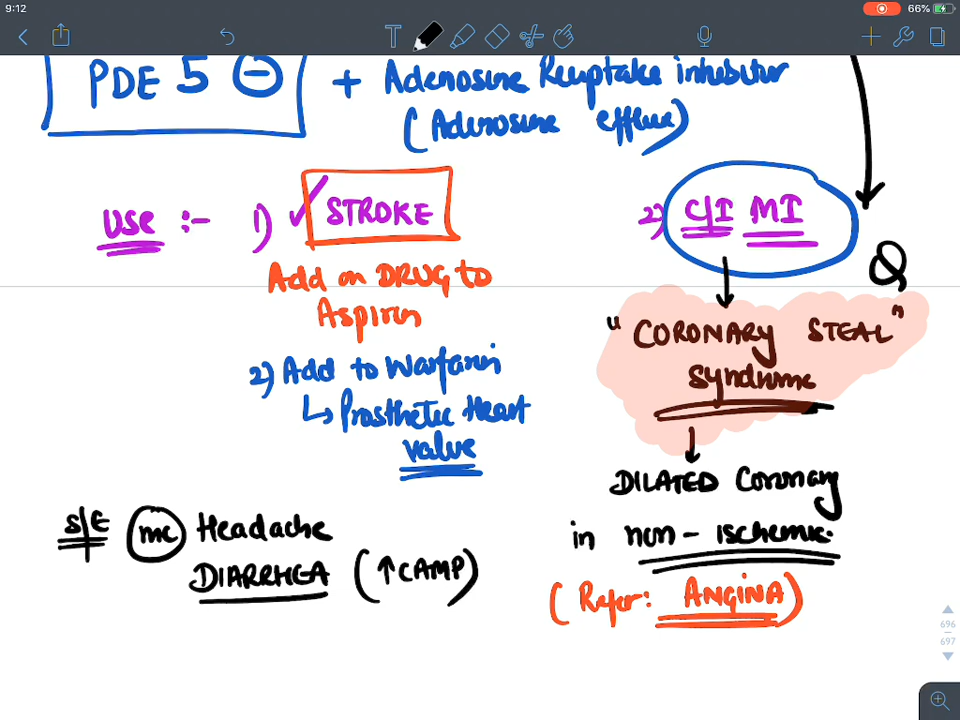 9:12
66%
T
PDE 5 ⊖ + Adenosine Reuptake inhibitor
(Adenosine efflux)
USE :- 1) ✓ STROKE
Add on DRUG to
Aspirin
2) Add to Warfarin
↳ Prosthetic Heart
valve
2) C/I MI
&
"CORONARY STEAL"
Syndrome
DILATED Coronary
in non-ischemic.
(Refer: ANGINA)
S/E mc Headache
DIARRHEA (↑CAMP)
696
697